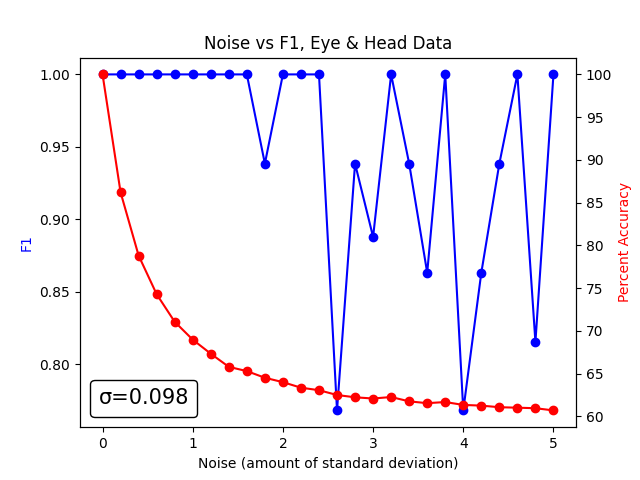 Noise vs F1, Eye & Head Data
1.00
0.95
0.90
0.85
0.80
F1
100
95
90
85
80
75
70
65
60
Percent Accuracy
σ=0.098
0 1 2 3 4 5
Noise (amount of standard deviation)